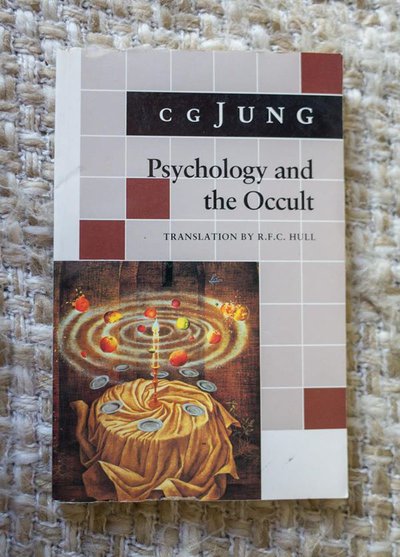 C G JUNG
Psychology and
the Occult
TRANSLATION BY R.F.C. HULL